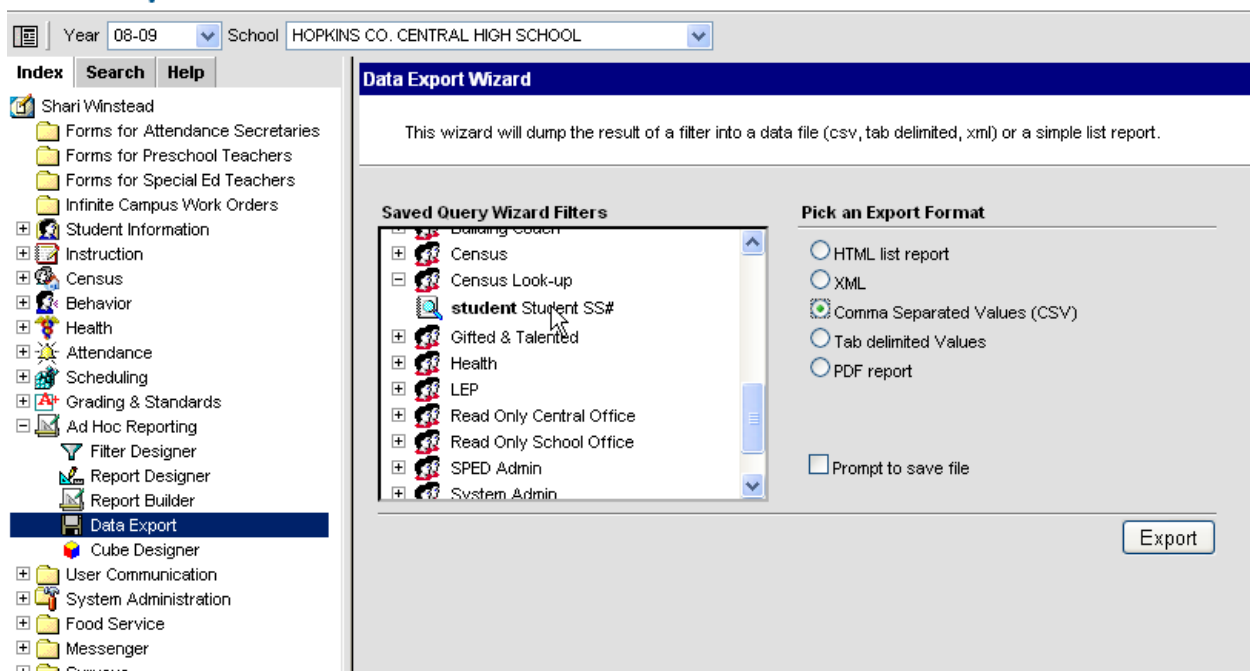 Year 08-09 School HOPKINS CO. CENTRAL HIGH SCHOOL
Index Search Help
Shari Winstead
Forms for Attendance Secretaries
Forms for Preschool Teachers
Forms for Special Ed Teachers
Infinite Campus Work Orders
Student Information
Instruction
Census
Behavior
Health
Attendance
Scheduling
Grading & Standards
Ad Hoc Reporting
Filter Designer
Report Designer
Report Builder
Data Export
Cube Designer
User Communication
System Administration
Food Service
Messenger
Surveys
Data Export Wizard
This wizard will dump the result of a filter into a data file (csv, tab delimited, xml) or a simple list report.
Saved Query Wizard Filters
Building Coach
Census
Census Look-up
student Student SS#
Gifted & Talented
Health
LEP
Read Only Central Office
Read Only School Office
SPED Admin
System Admin
Pick an Export Format
HTML list report
XML
Comma Separated Values (CSV)
Tab delimited Values
PDF report
Prompt to save file
Export